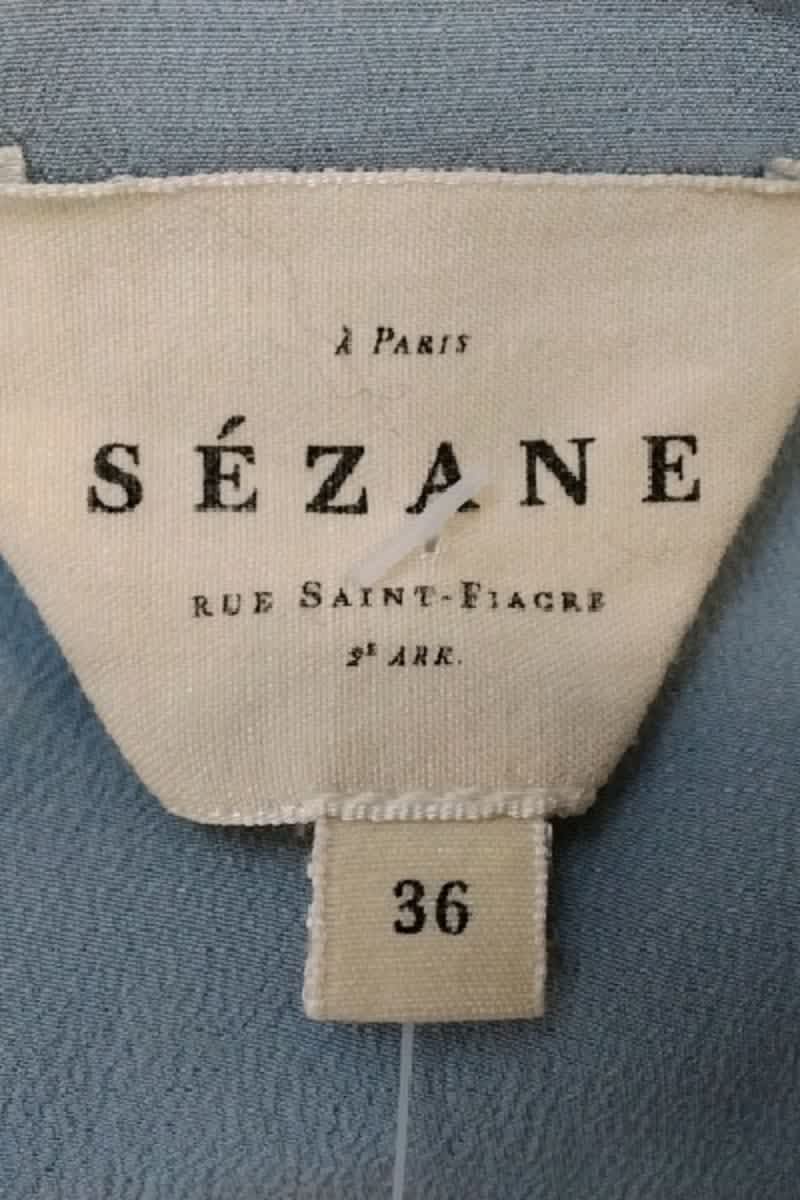 à PARIS
SÉZANE
RUE SAINT-FIACRE
2E ARR.
36